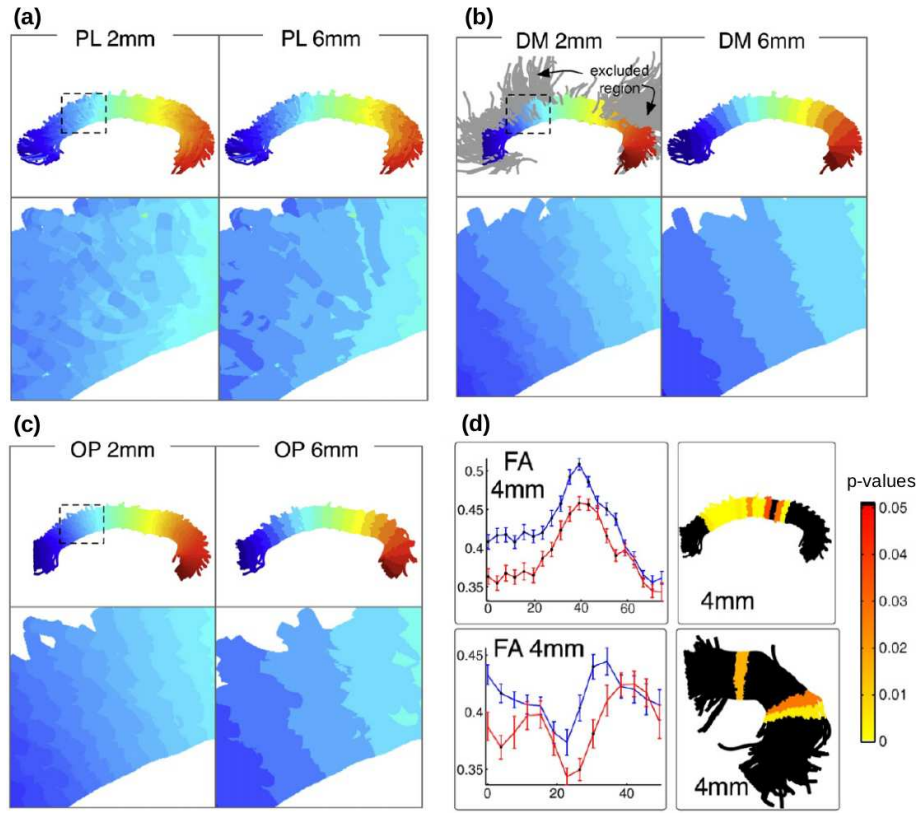 (a)
PL 2mm
PL 6mm
(b)
DM 2mm
excluded
region
DM 6mm
(c)
OP 2mm
OP 6mm
(d)
FA
4mm
0.5
0.45
0.4
0.35
0
20
40
60
4mm
p-values
0.05
0.04
0.03
0.02
0.01
0
FA 4mm
0.45
0.4
0.35
0
20
40
4mm